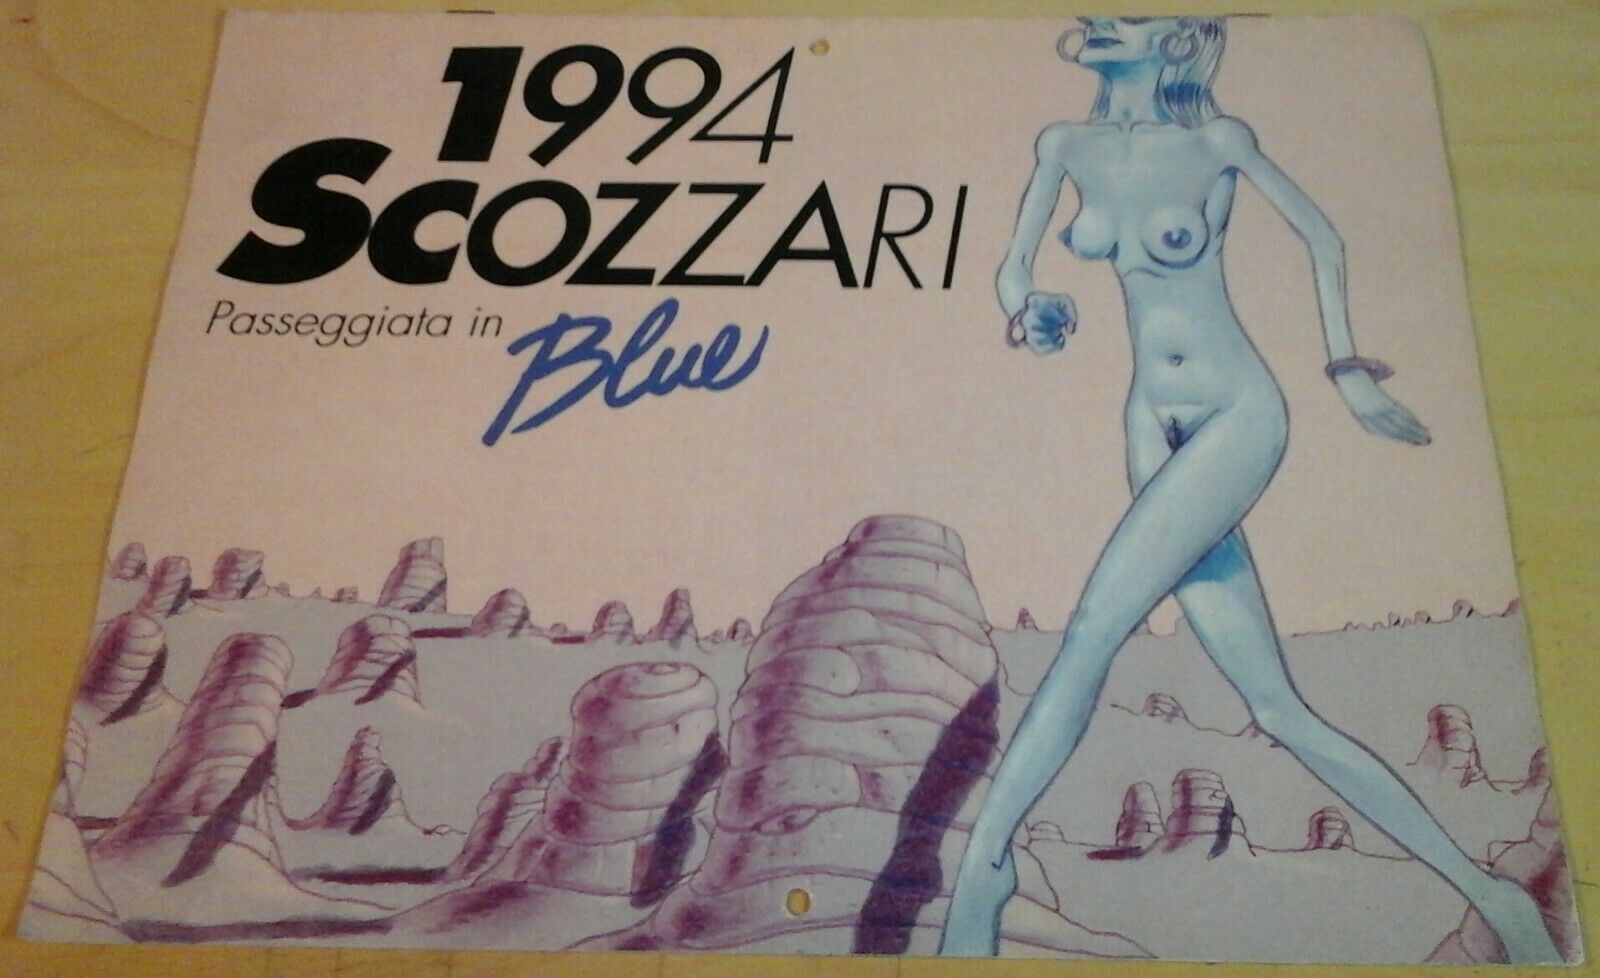 1994
SCOZZARI
Passeggiata in Blue